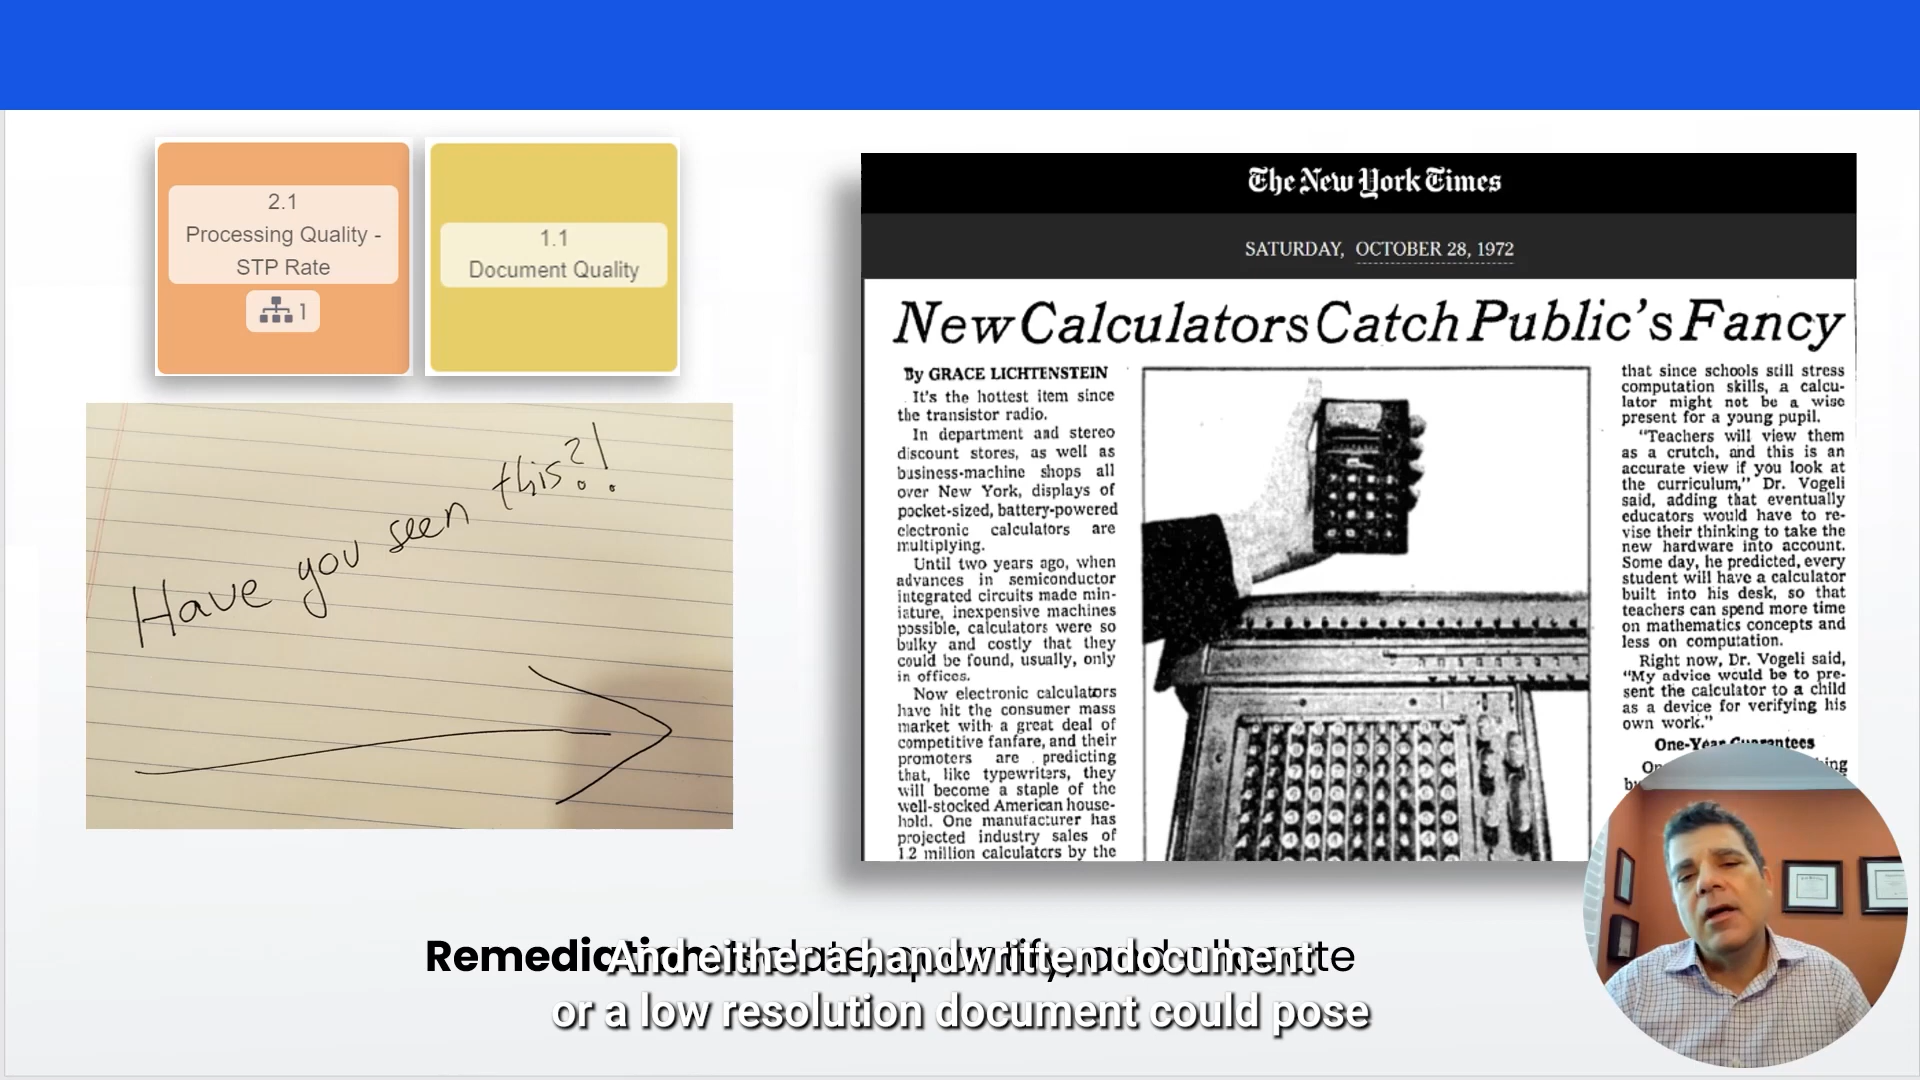 2.1
Processing Quality -
STP Rate
1
1.1
Document Quality
Have you seen this?!
The New York Times
SATURDAY, OCTOBER 28, 1972
New Calculators Catch Public's Fancy
By GRACE LICHTENSTEIN
It's the hottest item since
the transistor radio.
In department and stereo
discount stores, as well as
business-machine shops all
over New York, displays of
pocket-sized, battery-powered
electronic calculators are
multiplying.
Until two years ago, when
advances in semiconductor
integrated circuits made min-
iature, inexpensive machines
possible, calculators were so
bulky and costly that they
could be found, usually, only
in offices.
Now electronic calculators
have hit the consumer mass
market with a great deal of
competitive fanfare, and their
promoters are predicting
that, like typewriters, they
will become a staple of the
well-stocked American house-
hold. One manufacturer has
projected industry sales of
12 million calculators by the
that since schools still stress
computation skills, a calcu-
lator might not be a wise
present for a young pupil.
"Teachers will view them
as a crutch, and this is an
accurate view if you look at
the curriculum," Dr. Vogeli
said, adding that eventually
educators would have to re-
vise their thinking to take the
new hardware into account.
Some day, he predicted, every
student will have a calculator
built into his desk, so that
teachers can spend more time
on mathematics concepts and
less on computation.
Right now, Dr. Vogeli said,
"My advice would be to pre-
sent the calculator to a child
as a device for verifying his
own work."
One-Year Guarantees
And either a handwritten document
or a low resolution document could pose